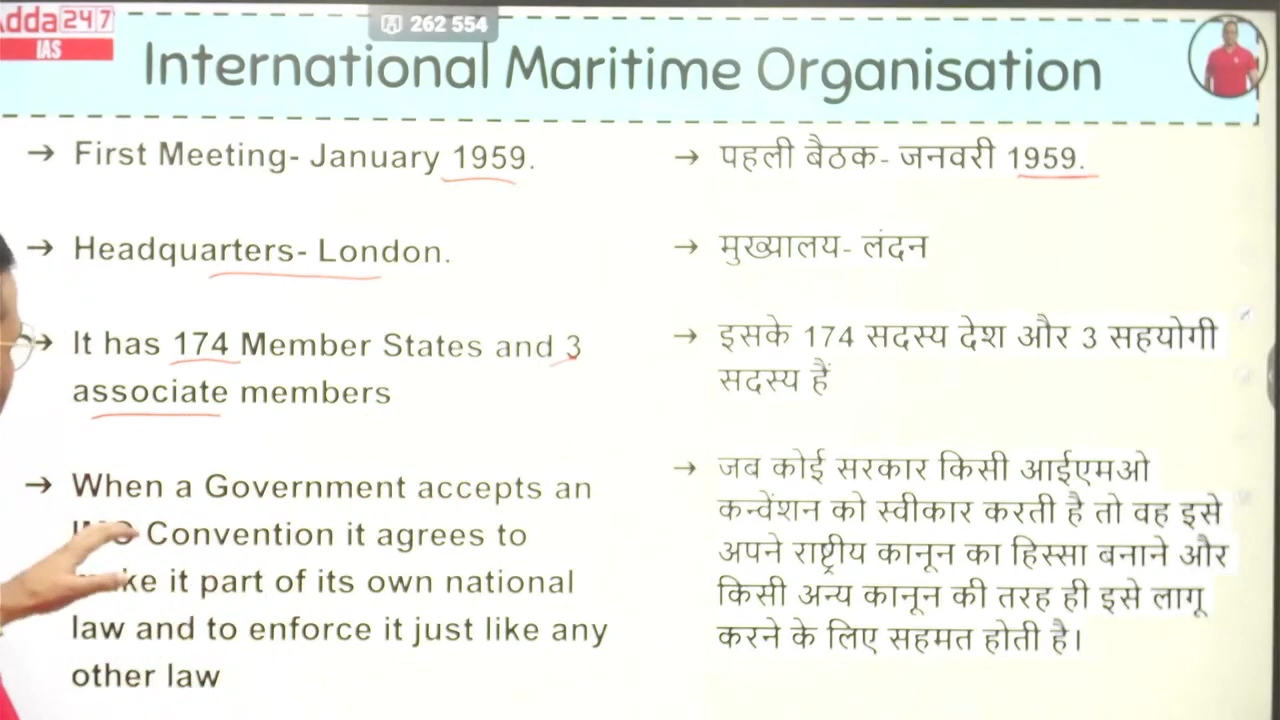 Adda247
IAS
262 554
International Maritime Organisation
→ First Meeting- January 1959.
→ Headquarters- London.
→ It has 174 Member States and 3
associate members
→ When a Government accepts an
Convention it agrees to
it part of its own national
law and to enforce it just like any
other law
→ पहली बैठक- जनवरी 1959.
→ मुख्यालय- लंदन
→ इसके 174 सदस्य देश और 3 सहयोगी
सदस्य हैं
→ जब कोई सरकार किसी आईएमओ
कन्वेंशन को स्वीकार करती है तो वह इसे
अपने राष्ट्रीय कानून का हिस्सा बनाने और
किसी अन्य कानून की तरह ही इसे लागू
करने के लिए सहमत होती है।